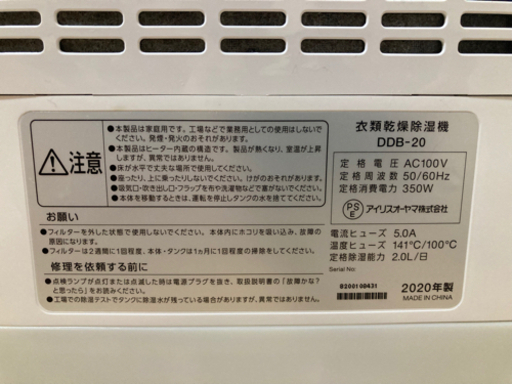 注意
●本製品は家庭用です。工場などで業務用としての使用はしないで
ください。発煙・発火のおそれがあります。
●本製品はヒーター内蔵の構造です。製品が熱くなり、室温が上昇
しますが、異常ではありません。
●床が水平で丈夫な場所で使用してください。
●座ったり、上に乗ったりしないでください。けがのおそれがあります。
●吸気口・吹き出し口・フラップを布や洗濯物などで塞がないでください。
●本体を移動するときは、運転を停止しタンクの水を捨ててください。
お願い
●フィルターを外した状態で使用しないでください。本体内にホコリを吸い込み、故障の
原因になります。
●フィルターは2週間に1回程度、本体・タンクは1ヵ月に1回程度の掃除をしてください。
修理を依頼する前に
●点検ランプが点灯または点滅した時は電源プラグを抜き、取扱説明書の「故障かな?
と思ったら」をお読みください。
●工場での除湿テストでタンクに除湿水が残っている場合がありますが、異常や故障ではありません。
衣類乾燥除湿機
DDB-20
定格電圧 AC100V
定格周波数 50/60Hz
定格消費電力 350W
PSE アイリスオーヤマ株式会社
電流ヒューズ 5.0A
温度ヒューズ 141℃/100℃
定格除湿能力 2.0L/日
Serial No.
2020年製
MADE IN CHINA